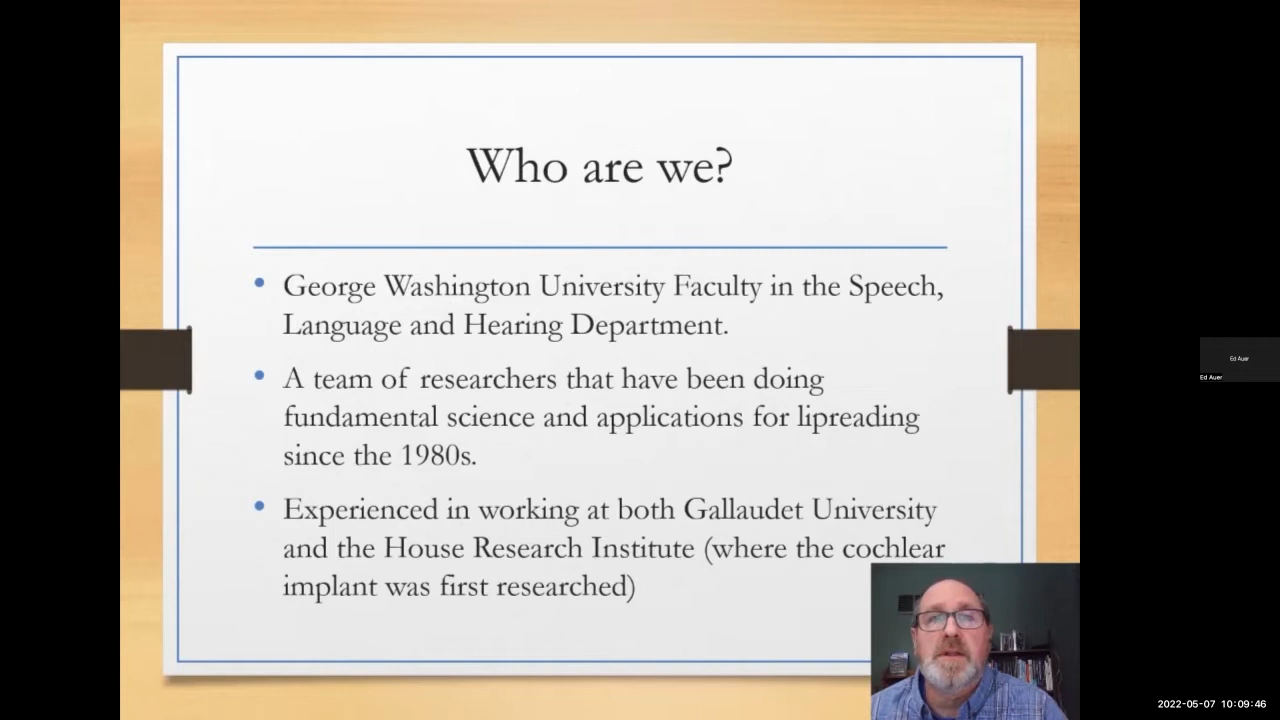 Who are we?
• George Washington University Faculty in the Speech,
Language and Hearing Department.
• A team of researchers that have been doing
fundamental science and applications for lipreading
since the 1980s.
• Experienced in working at both Gallaudet University
and the House Research Institute (where the cochlear
implant was first researched)
Ed Auer
Ed Auer
2022-05-07 10:09:46